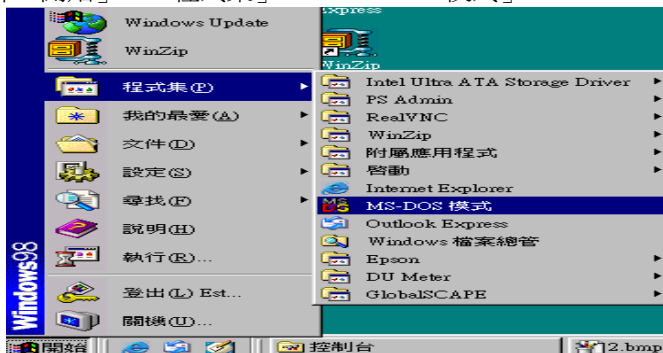 Windows Update
WinZip
程式集(P)
我的最愛(A)
文件(D)
設定(S)
尋找(F)
說明(H)
執行(R)...
登出(L) Est...
關機(U)...
Windows98
xpress
WinZip
Intel Ultra ATA Storage Driver
PS Admin
RealVNC
WinZip
附屬應用程式
啓動
Internet Explorer
MS-DOS 模式
Outlook Express
Windows 檔案總管
Epson
DU Meter
GlobalSCAPE
開始
控制台
2.bmp